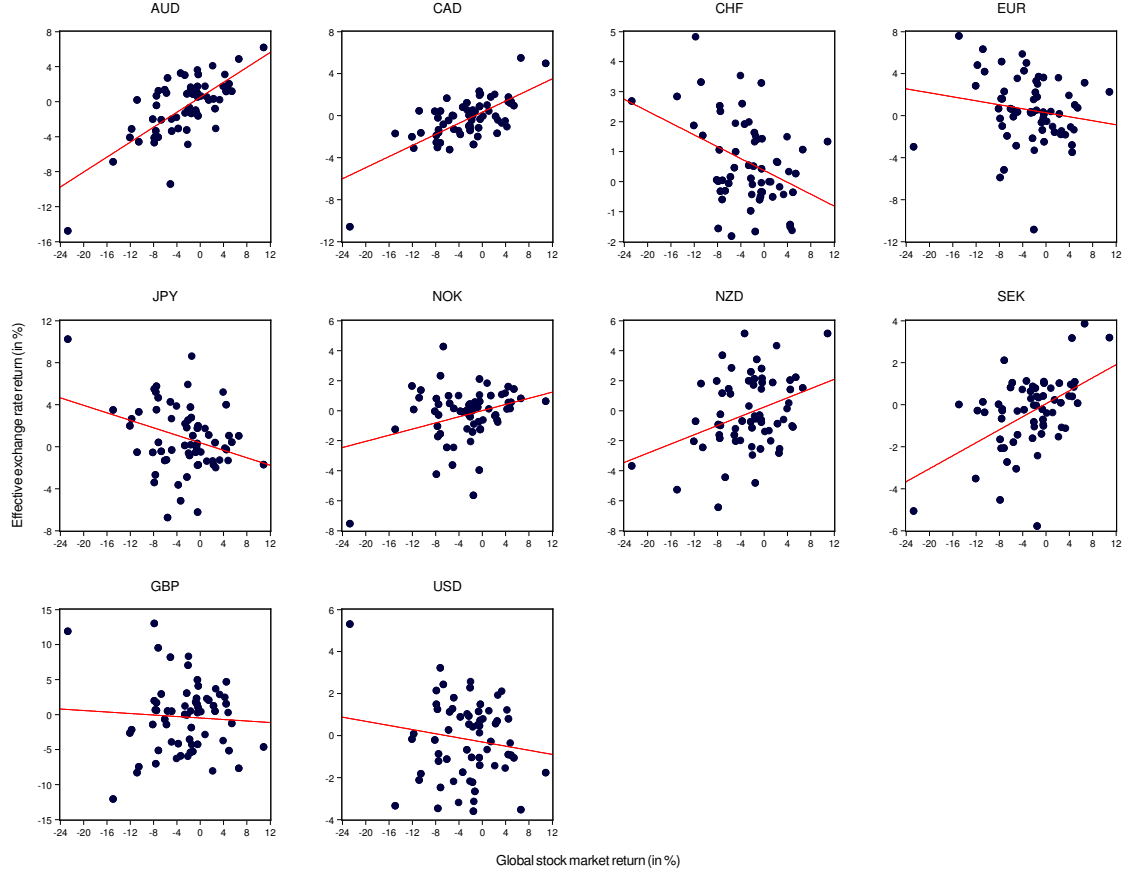 AUD CAD CHF EUR
8 8 5 8
4 4 4 4
0 0 3 0
-4 -4 2 -4
-8 -8 1 -8
-12 -12 0 -12
-16 -1
-2
-24 -20 -16 -12 -8 -4 0 4 8 12 -24 -20 -16 -12 -8 -4 0 4 8 12 -24 -20 -16 -12 -8 -4 0 4 8 12 -24 -20 -16 -12 -8 -4 0 4 8 12
JPY NOK NZD SEK
12 6 6 4
8 4 4 2
4 2 2 0
0 0 0 -2
-4 -2 -2 -4
-8 -4 -4 -6
-6 -6
-8 -8
-24 -20 -16 -12 -8 -4 0 4 8 12 -24 -20 -16 -12 -8 -4 0 4 8 12 -24 -20 -16 -12 -8 -4 0 4 8 12 -24 -20 -16 -12 -8 -4 0 4 8 12
Effective exchange rate return (in %)
GBP USD
15 6
10 4
5 2
0 0
-5 -2
-10 -4
-15
-24 -20 -16 -12 -8 -4 0 4 8 12 -24 -20 -16 -12 -8 -4 0 4 8 12
Global stock market return (in %)